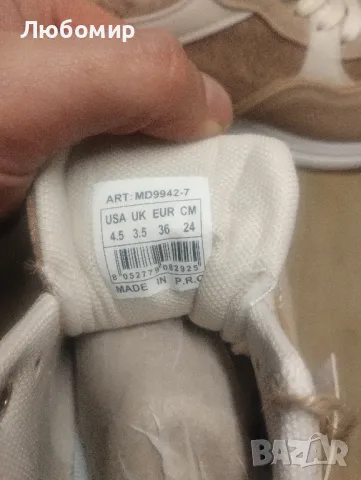 Любомир
ART: MD9942-7
USA UK EUR CM
4.5 3.5 36 24
8 052779 082925
MADE IN P.R.C
BAZAR